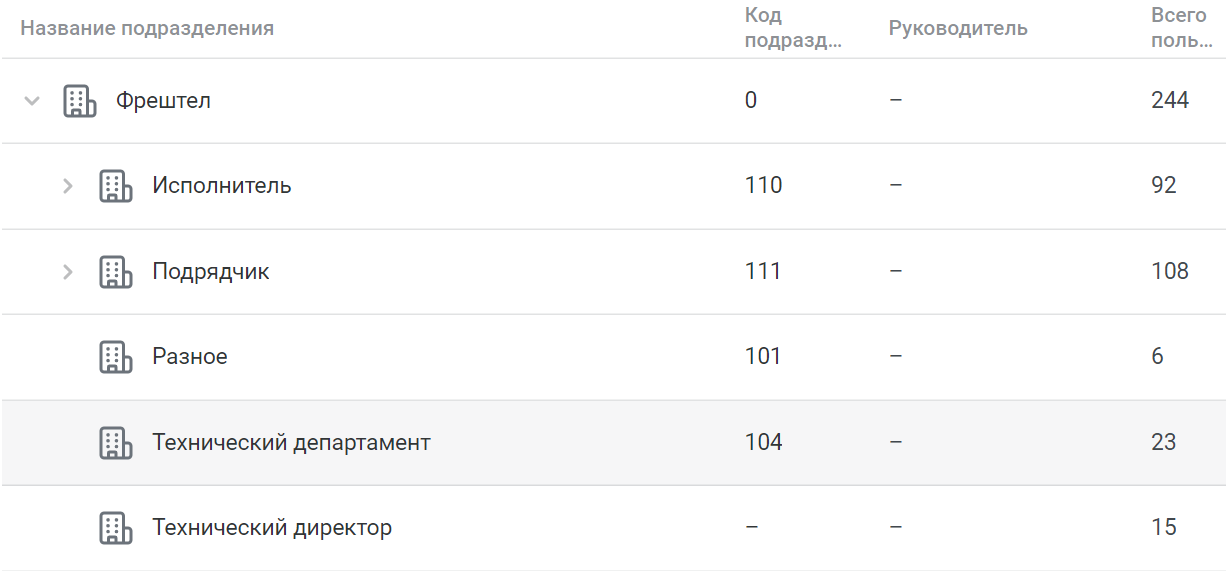 Название подразделения Код подразд... Руководитель Всего поль...
Фрештел 0 – 244
Исполнитель 110 – 92
Подрядчик 111 – 108
Разное 101 – 6
Технический департамент 104 – 23
Технический директор – – 15